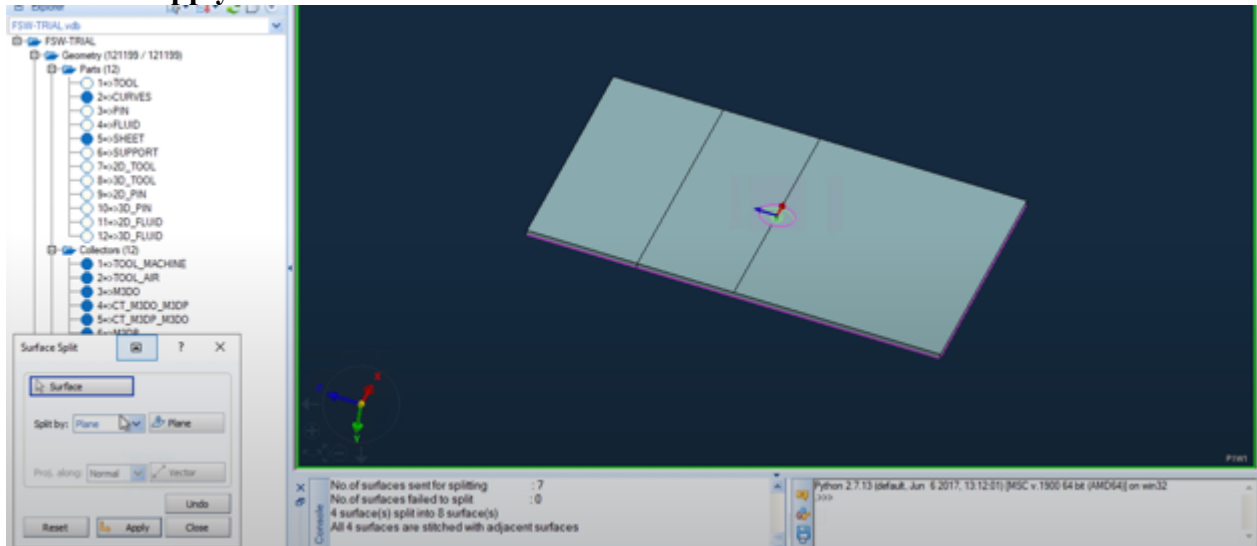 Explorer
FSW-TRIAL.vdb
FSW-TRIAL
Geometry (121199 / 121199)
Parts (12)
1<>TOOL
2<>CURVES
3<>PIN
4<>FLUID
5<>SHEET
6<>SUPPORT
7<>2D_TOOL
8<>3D_TOOL
9<>2D_PIN
10<>3D_PIN
11<>2D_FLUID
12<>3D_FLUID
Collectors (12)
1<>TOOL_MACHINE
2<>TOOL_AIR
3<>M3DO
4<>CT_M3DO_M3DP
5<>CT_M3DP_M3DO
Surface Split ? X
Surface
Split by: Plane Plane
Proj. along: Normal Vector
Undo
Reset Apply Close
X
Z
Y
P1W1
Console
No.of surfaces sent for splitting :7
No.of surfaces failed to split :0
4 surface(s) split into 8 surface(s)
All 4 surfaces are stitched with adjacent surfaces
Python 2.7.13 (default, Jun 6 2017, 13:12:01) [MSC v.1900 64 bit (AMD64)] on win32
>>>